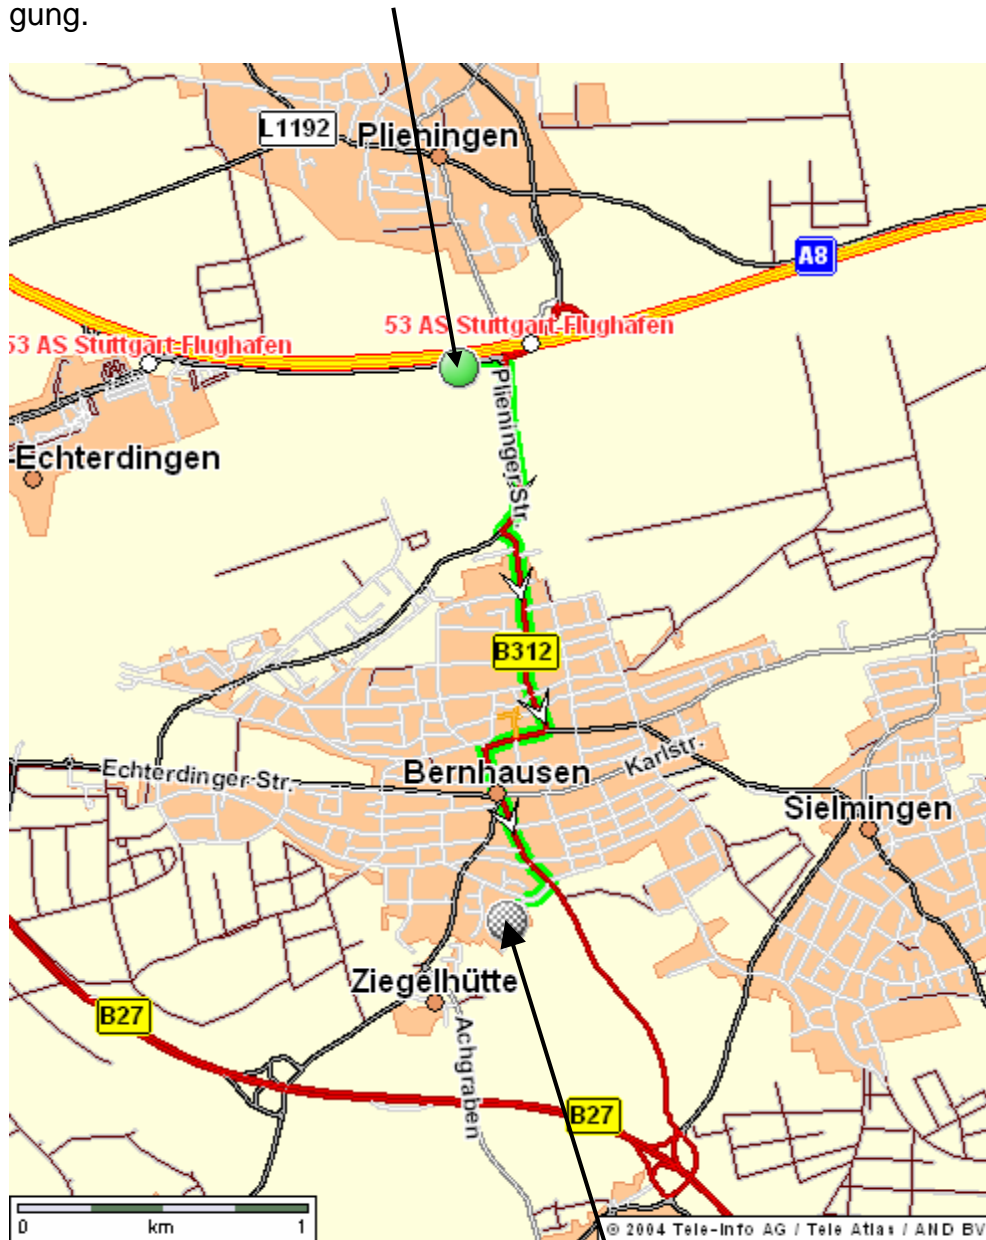 gung.
L1192
Plieningen
A8
53 AS Stuttgart-Flughafen
53 AS Stuttgart-Flughafen
Plieninger Str.
-Echterdingen
B312
Karlstr.
Echterdinger Str.
Bernhausen
Sielmingen
Ziegelhütte
B27
Achgraben
B27
0 km 1
© 2004 Tele-Info AG / Tele Atlas / AND BV